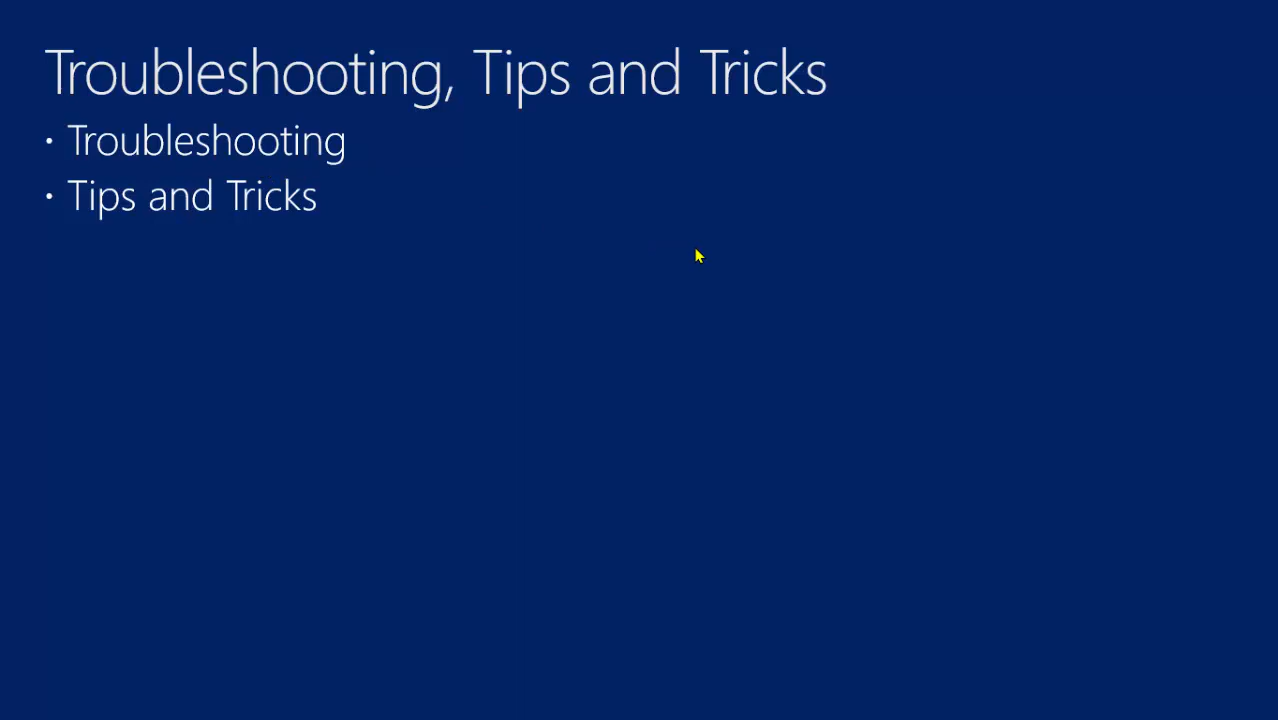 Troubleshooting, Tips and Tricks
• Troubleshooting
• Tips and Tricks